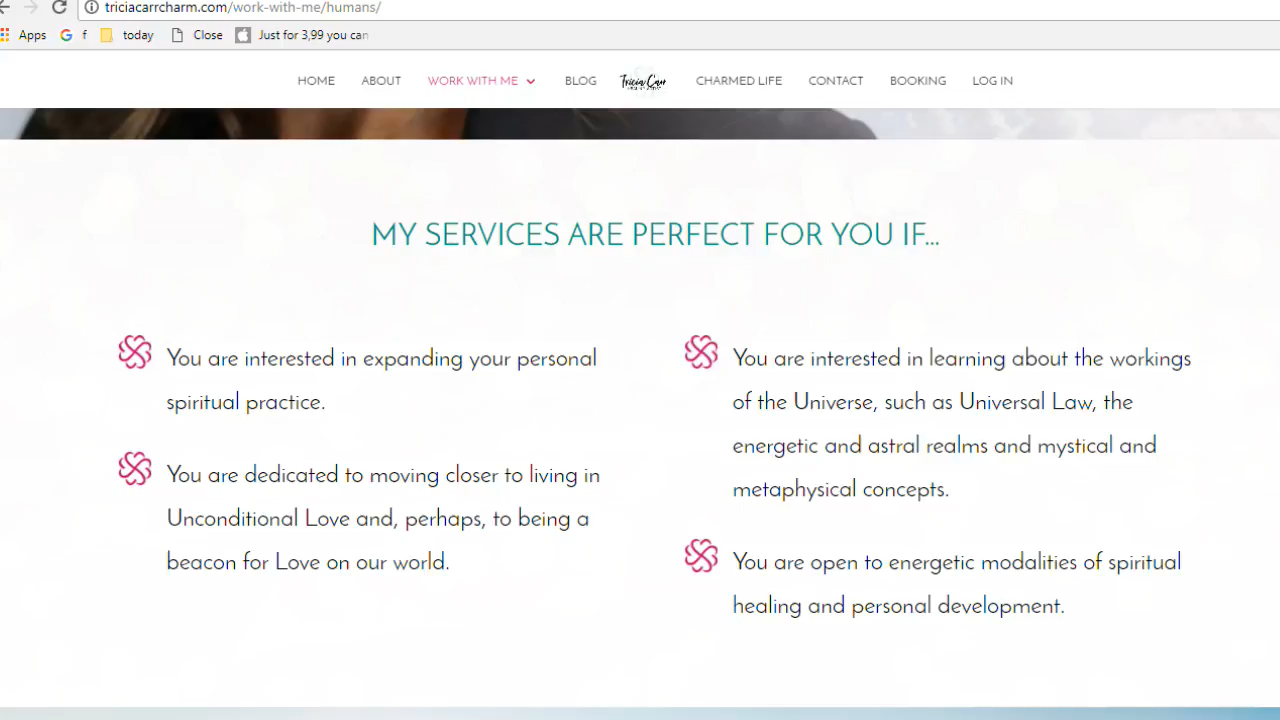 triciacarrcharm.com/work-with-me/humans/
Apps f today Close Just for 3,99 you can
HOME ABOUT WORK WITH ME BLOG Tricia Carr CHARMED LIFE CONTACT BOOKING LOG IN
MY SERVICES ARE PERFECT FOR YOU IF...
You are interested in expanding your personal
spiritual practice.
You are dedicated to moving closer to living in
Unconditional Love and, perhaps, to being a
beacon for Love on our world.
You are interested in learning about the workings
of the Universe, such as Universal Law, the
energetic and astral realms and mystical and
metaphysical concepts.
You are open to energetic modalities of spiritual
healing and personal development.